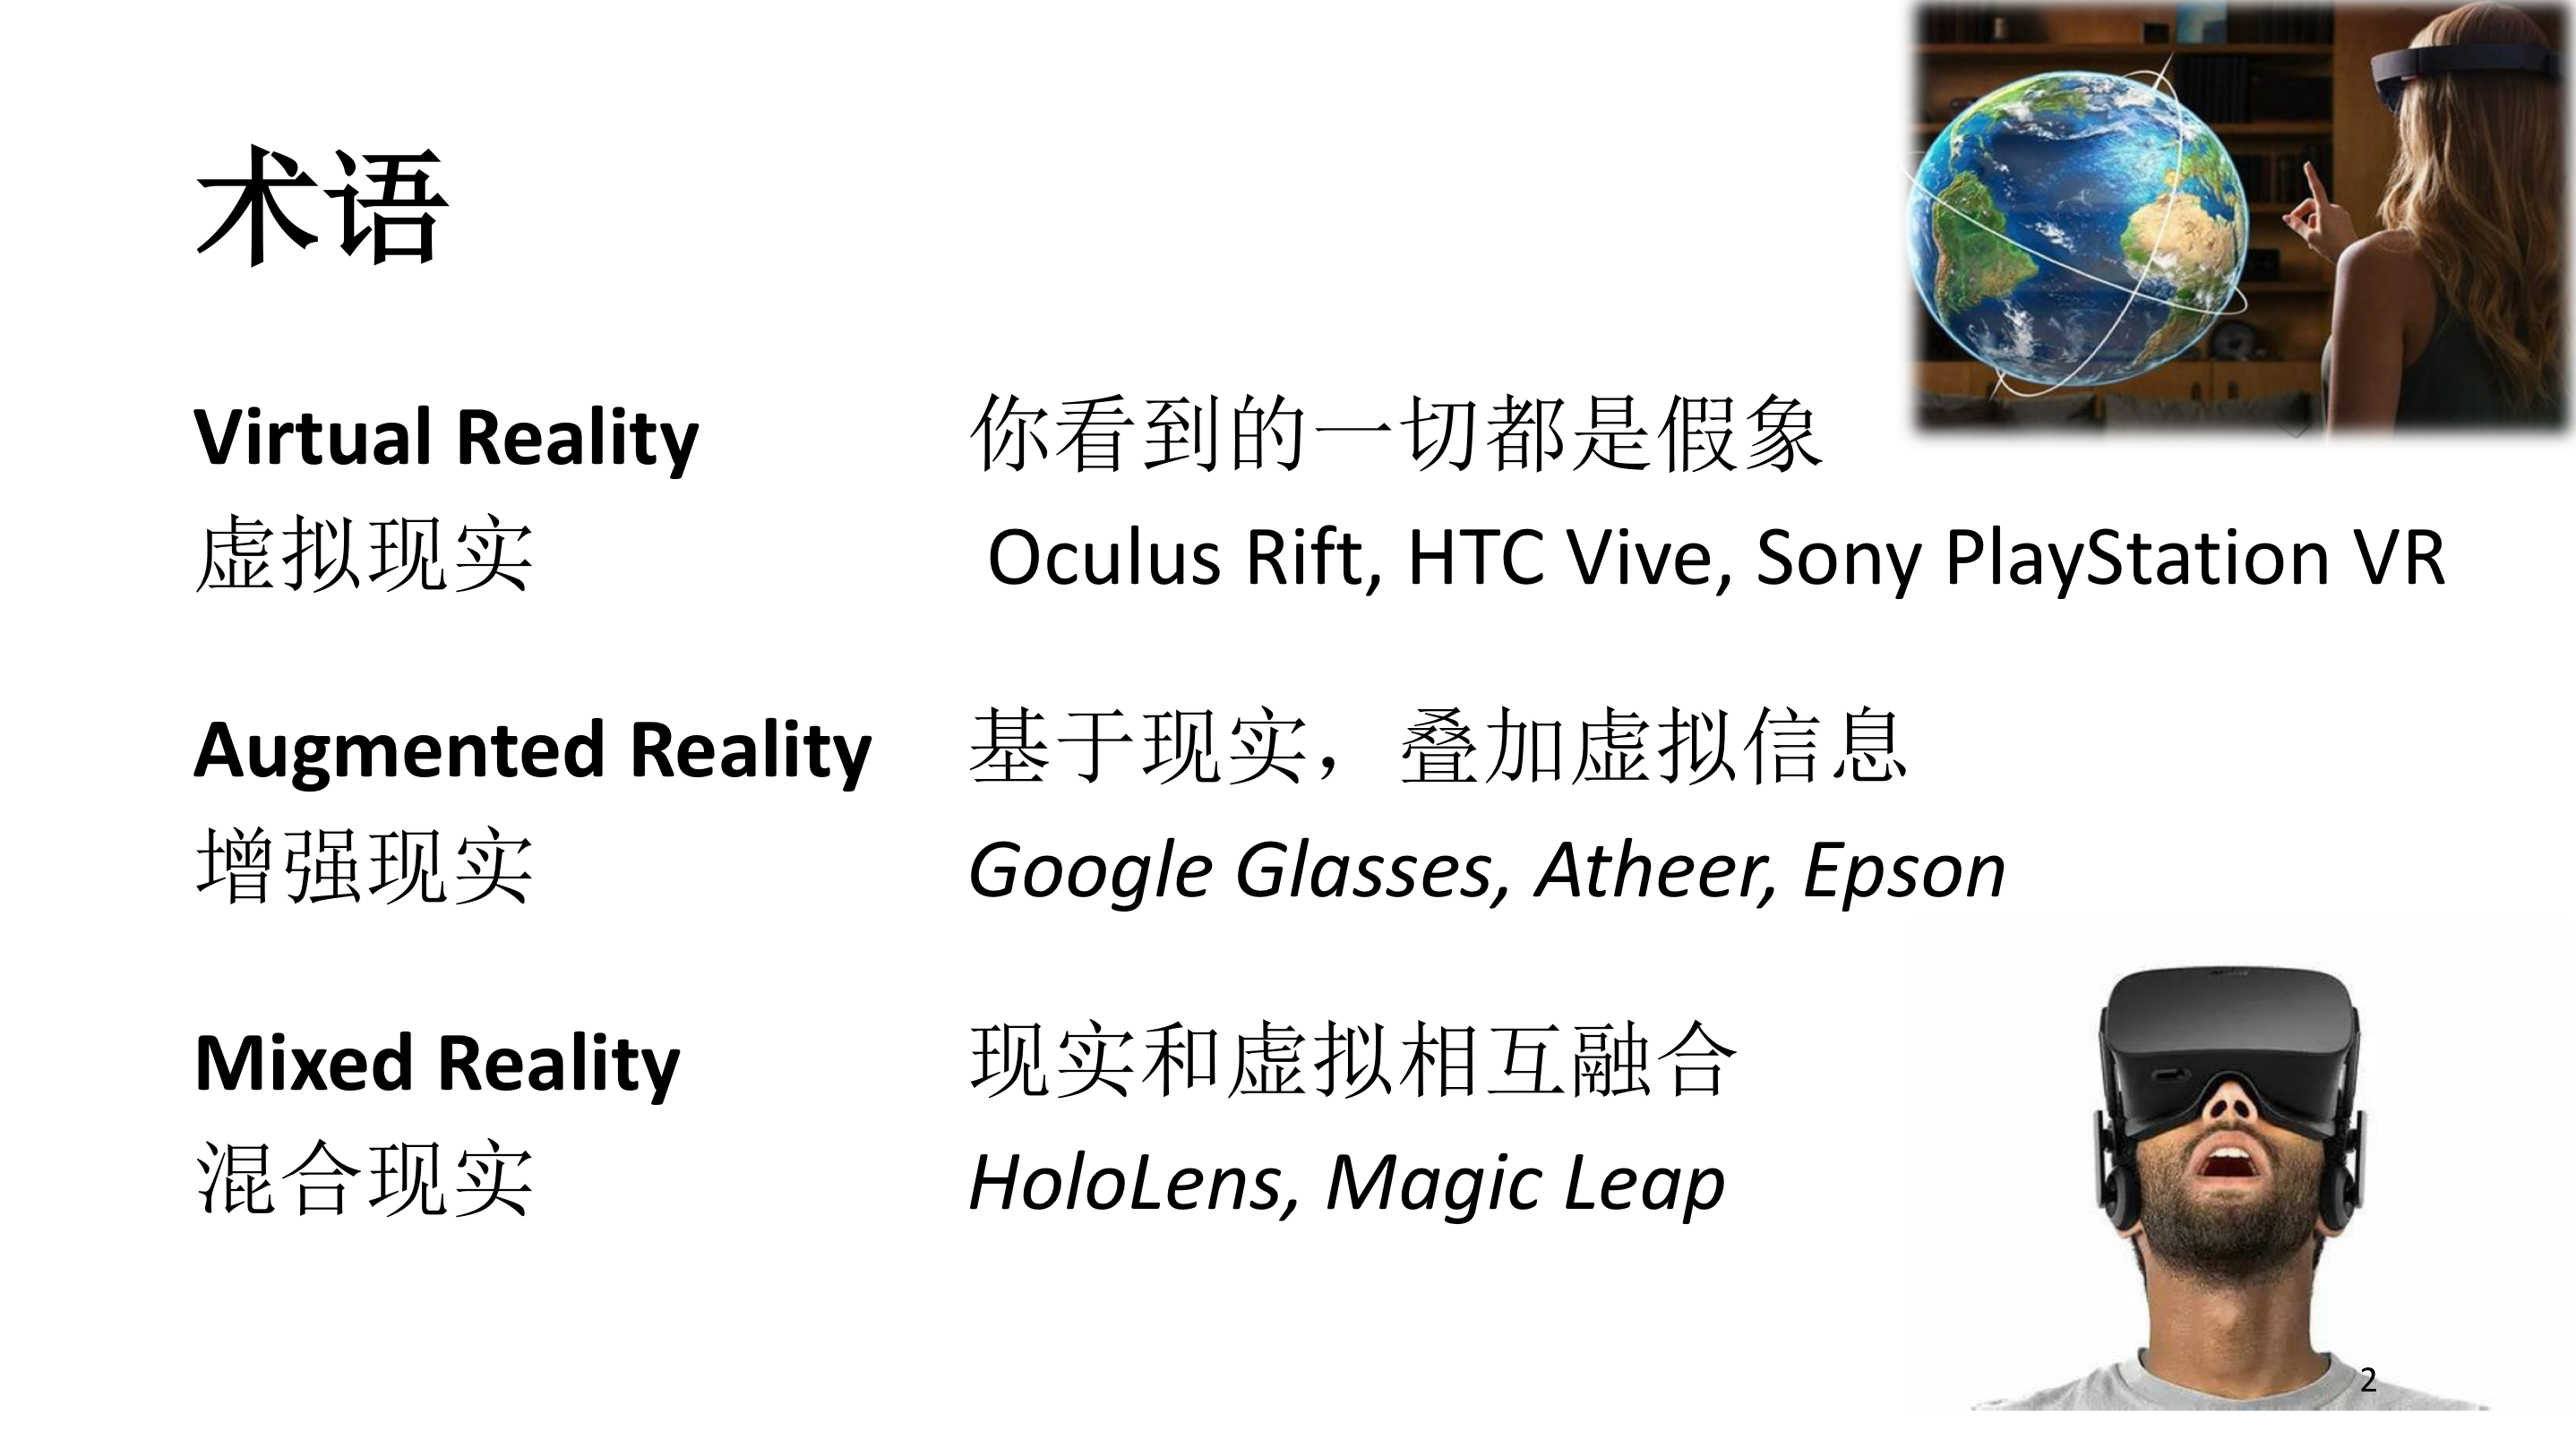 术语
Virtual Reality
你看到的一切都是假象
虚拟现实
Oculus Rift, HTC Vive, Sony PlayStation VR
Augmented Reality
基于现实，叠加虚拟信息
增强现实
Google Glasses, Atheer, Epson
Mixed Reality
现实和虚拟相互融合
混合现实
HoloLens, Magic Leap
2